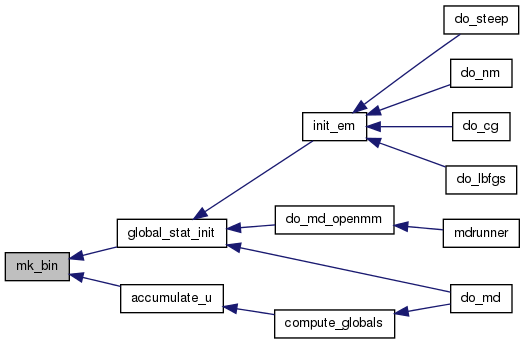 do_steep
do_nm
init_em
do_cg
do_lbfgs
do_md_openmm
mdrunner
global_stat_init
mk_bin
accumulate_u
do_md
compute_globals